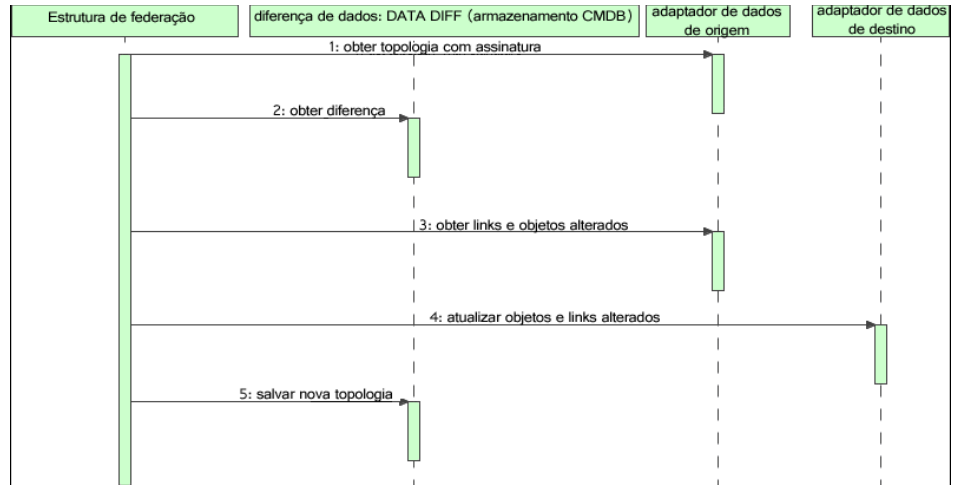 Estrutura de federação
diferença de dados: DATA DIFF (armazenamento CMDB)
adaptador de dados
de origem
adaptador de dados
de destino
1: obter topologia com assinatura
2: obter diferença
3: obter links e objetos alterados
4: atualizar objetos e links alterados
5: salvar nova topologia